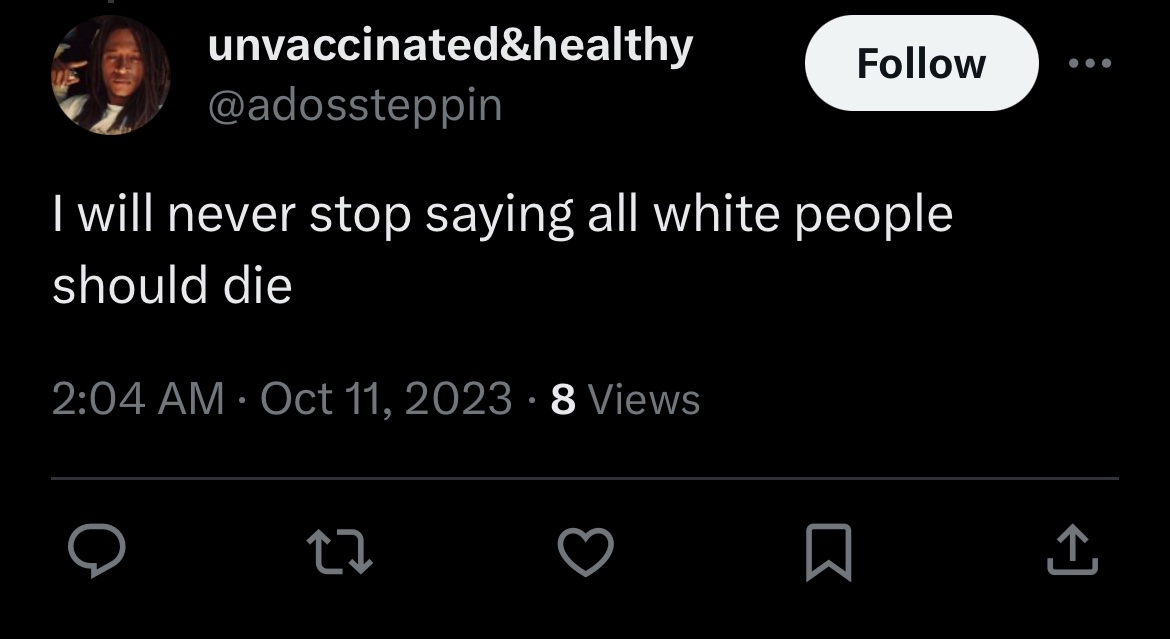 unvaccinated&healthy
Follow
@adossteppin
I will never stop saying all white people
should die
2:04 AM · Oct 11, 2023 · 8 Views